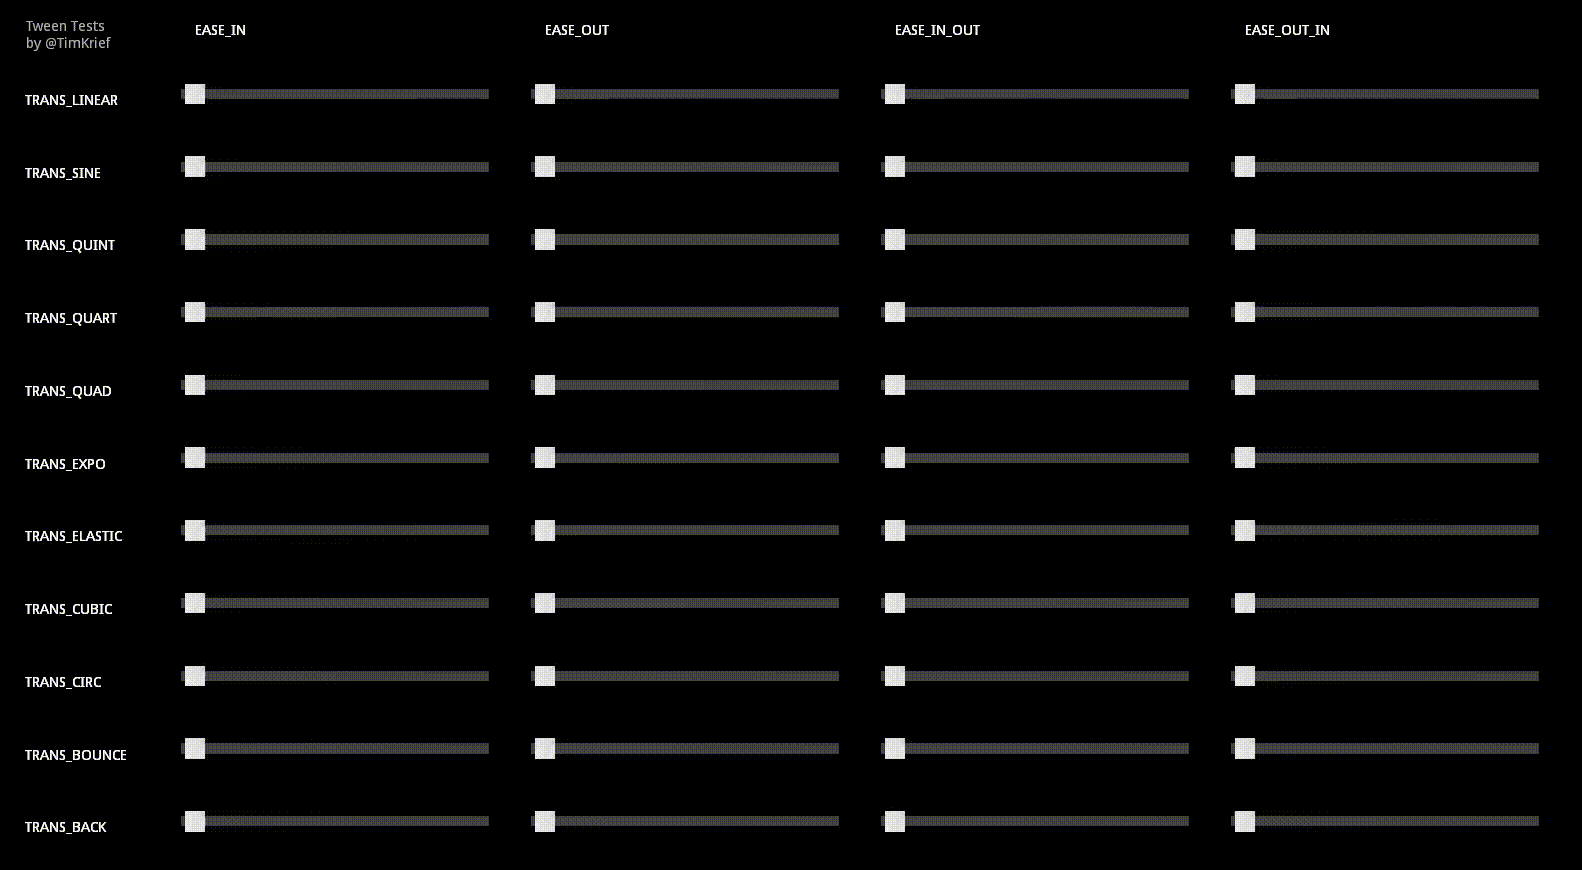 Tween Tests
by @TimKrief
EASE_IN EASE_OUT EASE_IN_OUT EASE_OUT_IN
TRANS_LINEAR
TRANS_SINE
TRANS_QUINT
TRANS_QUART
TRANS_QUAD
TRANS_EXPO
TRANS_ELASTIC
TRANS_CUBIC
TRANS_CIRC
TRANS_BOUNCE
TRANS_BACK